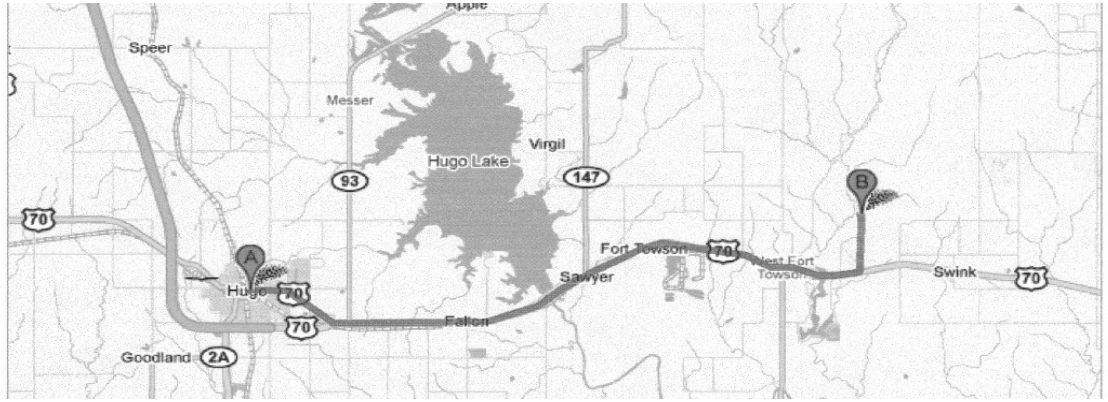 Apple
Speer
Messer
Virgil
Hugo Lake
93
147
B
70
A
Fort Towson
70
West Fort
Towson
Sawyer
Swink
70
Hugo
70
Fallon
70
Goodland
2A